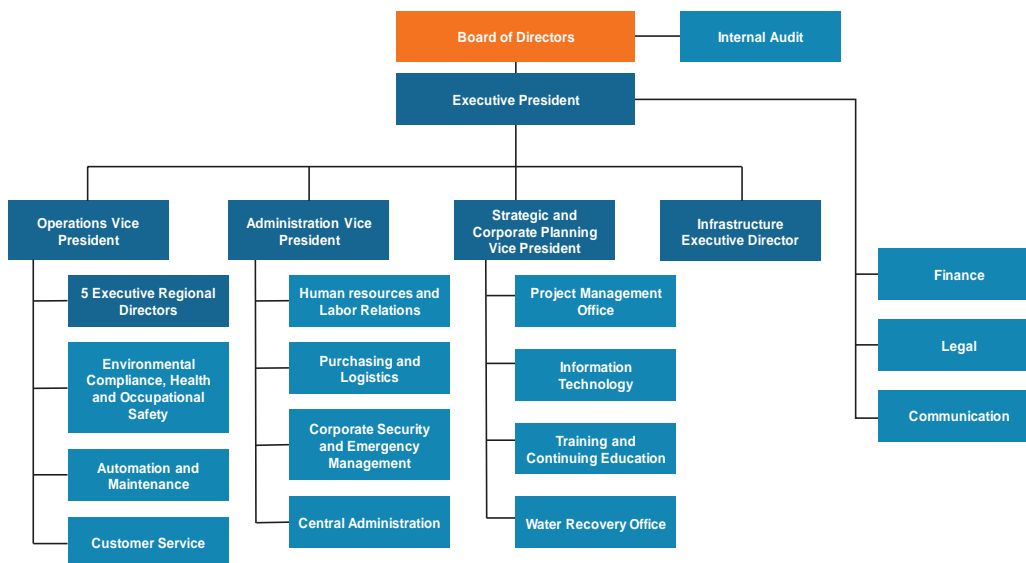 Board of Directors
Internal Audit
Executive President
Operations Vice
President
Administration Vice
President
Strategic and
Corporate Planning
Vice President
Infrastructure
Executive Director
5 Executive Regional
Directors
Environmental
Compliance, Health
and Occupational
Safety
Automation and
Maintenance
Customer Service
Human resources and
Labor Relations
Purchasing and
Logistics
Corporate Security
and Emergency
Management
Central Administration
Project Management
Office
Information
Technology
Training and
Continuing Education
Water Recovery Office
Finance
Legal
Communication